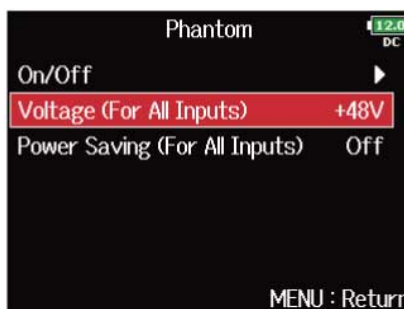 Phantom
12.0
DC
On/Off
Voltage (For All Inputs) +48V
Power Saving (For All Inputs) Off
MENU : Return